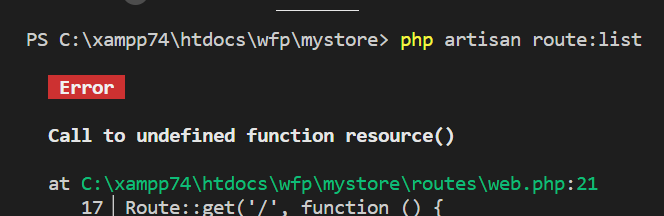 PS C:\xampp74\htdocs\wfp\mystore> php artisan route:list
Error
Call to undefined function resource()
at C:\xampp74\htdocs\wfp\mystore\routes\web.php:21
17| Route::get('/', function () {